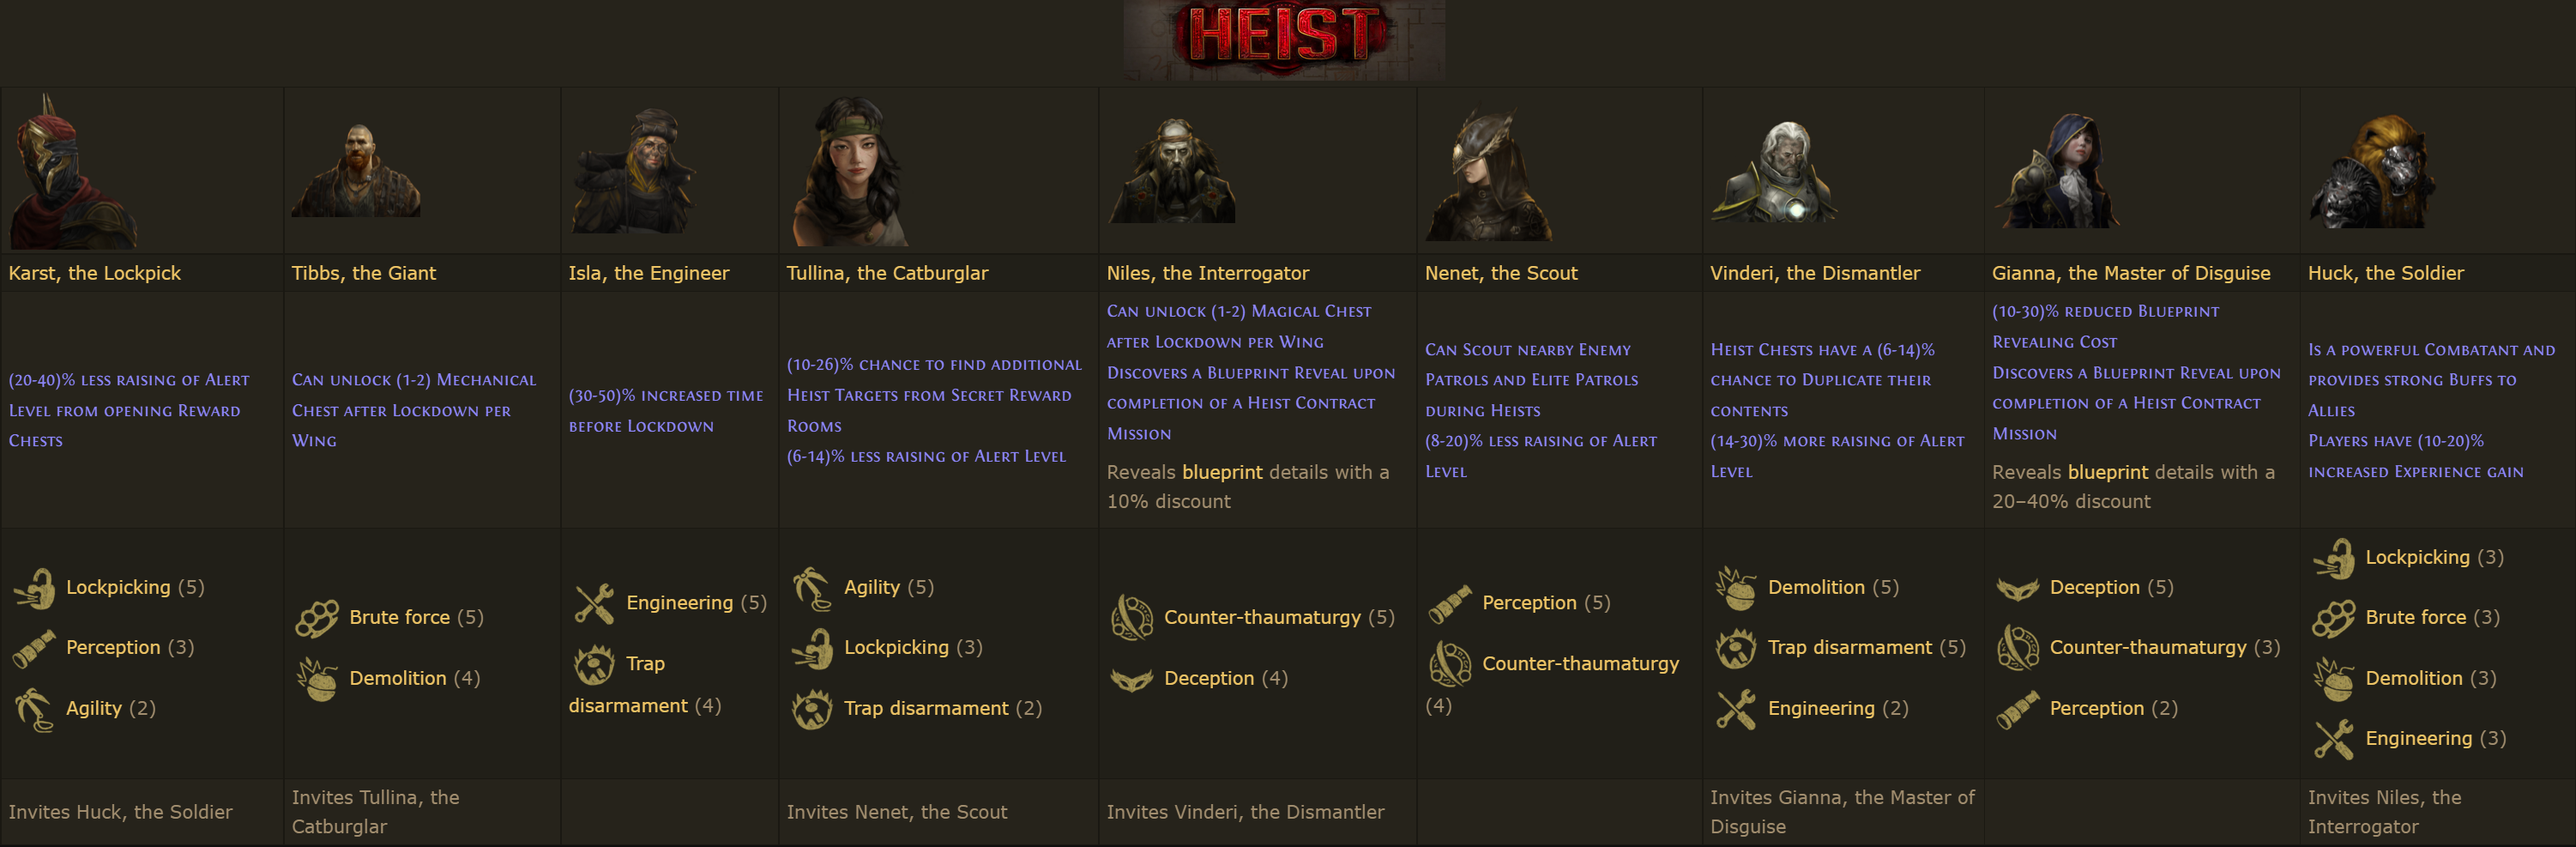 HEIST
Karst, the Lockpick
Tibbs, the Giant
Isla, the Engineer
Tullina, the Catburglar
Niles, the Interrogator
Nenet, the Scout
Vinderi, the Dismantler
Gianna, the Master of Disguise
Huck, the Soldier
(20-40)% less raising of Alert
Level from opening Reward
Chests
Can unlock (1-2) Mechanical
Chest after Lockdown per
Wing
(30-50)% increased time
before Lockdown
(10-26)% chance to find additional
Heist Targets from Secret Reward
Rooms
(6-14)% less raising of Alert Level
Can unlock (1-2) Magical Chest
after Lockdown per Wing
Discovers a Blueprint Reveal upon
completion of a Heist Contract
Mission
Reveals blueprint details with a
10% discount
Can Scout nearby Enemy
Patrols and Elite Patrols
during Heists
(8-20)% less raising of Alert
Level
Heist Chests have a (6-14)%
chance to Duplicate their
contents
(14-30)% more raising of Alert
Level
(10-30)% reduced Blueprint
Revealing Cost
Discovers a Blueprint Reveal upon
completion of a Heist Contract
Mission
Reveals blueprint details with a
20–40% discount
Is a powerful Combatant and
provides strong Buffs to
Allies
Players have (10-20)%
increased Experience gain
Lockpicking (5)
Perception (3)
Agility (2)
Brute force (5)
Demolition (4)
Engineering (5)
Trap
disarmament (4)
Agility (5)
Lockpicking (3)
Trap disarmament (2)
Counter-thaumaturgy (5)
Deception (4)
Perception (5)
Counter-thaumaturgy
(4)
Demolition (5)
Trap disarmament (5)
Engineering (2)
Deception (5)
Counter-thaumaturgy (3)
Perception (2)
Lockpicking (3)
Brute force (3)
Demolition (3)
Engineering (3)
Invites Huck, the Soldier
Invites Tullina, the
Catburglar
Invites Nenet, the Scout
Invites Vinderi, the Dismantler
Invites Gianna, the Master of
Disguise
Invites Niles, the
Interrogator